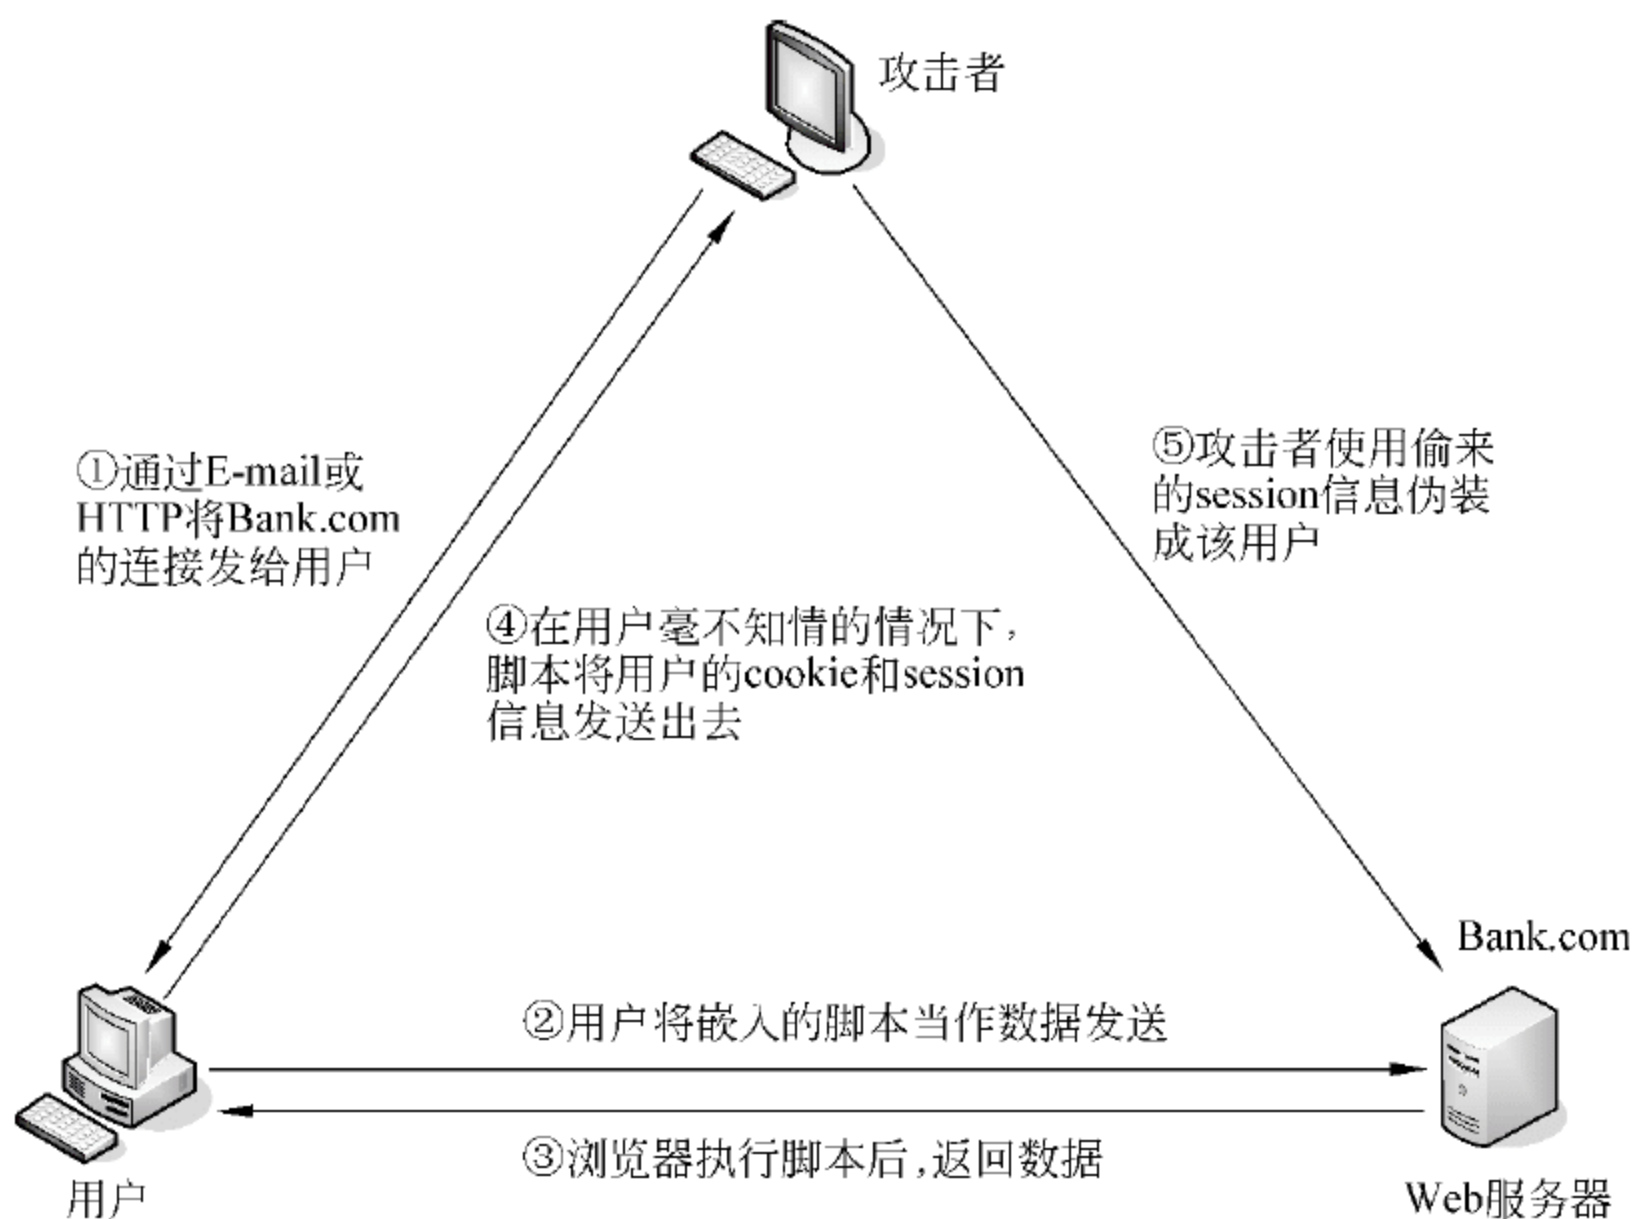 攻击者
①通过E-mail或
HTTP将Bank.com
的连接发给用户
⑤攻击者使用偷来
的session信息伪装
成该用户
④在用户毫不知情的情况下，
脚本将用户的cookie和session
信息发送出去
Bank.com
②用户将嵌入的脚本当作数据发送
③浏览器执行脚本后,返回数据
用户
Web服务器